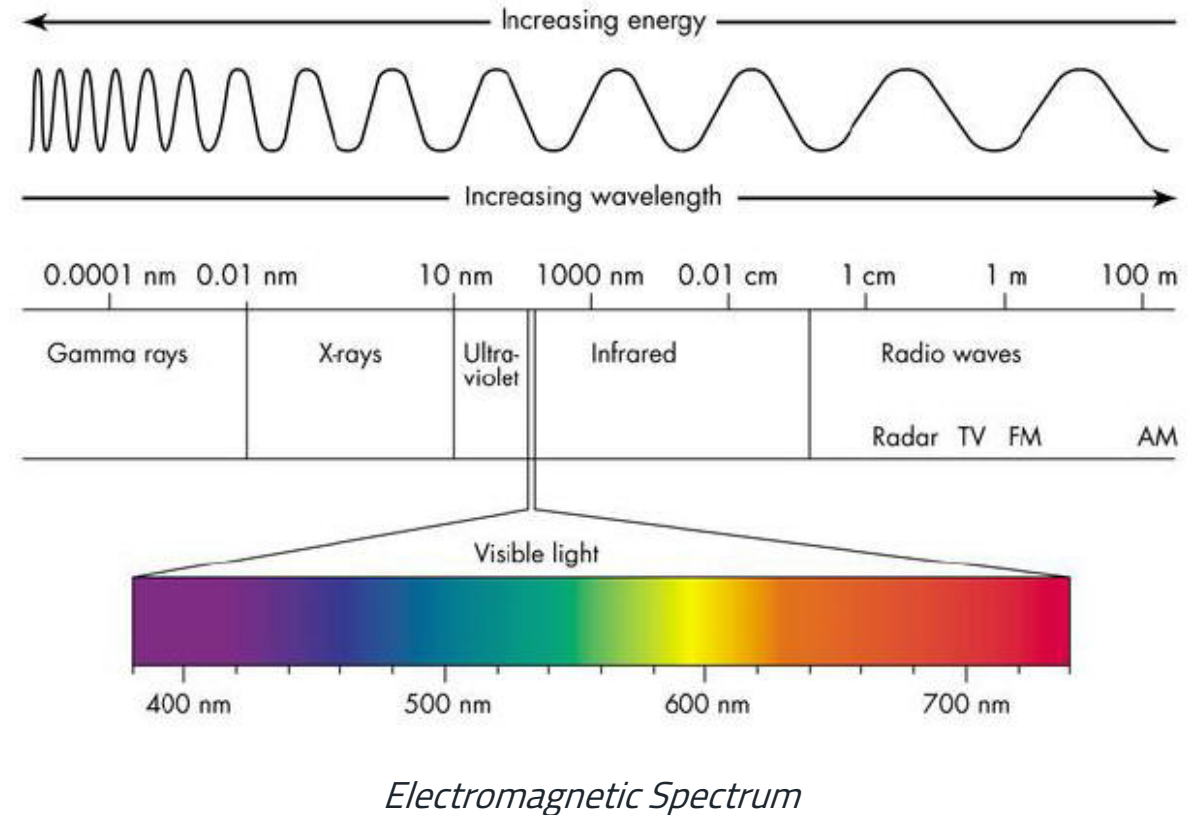 Increasing energy
Increasing wavelength
0.0001 nm 0.01 nm 10 nm 1000 nm 0.01 cm 1 cm 1 m 100 m
Gamma rays X-rays Ultra-violet Infrared Radio waves
Radar TV FM AM
Visible light
400 nm 500 nm 600 nm 700 nm
Electromagnetic Spectrum